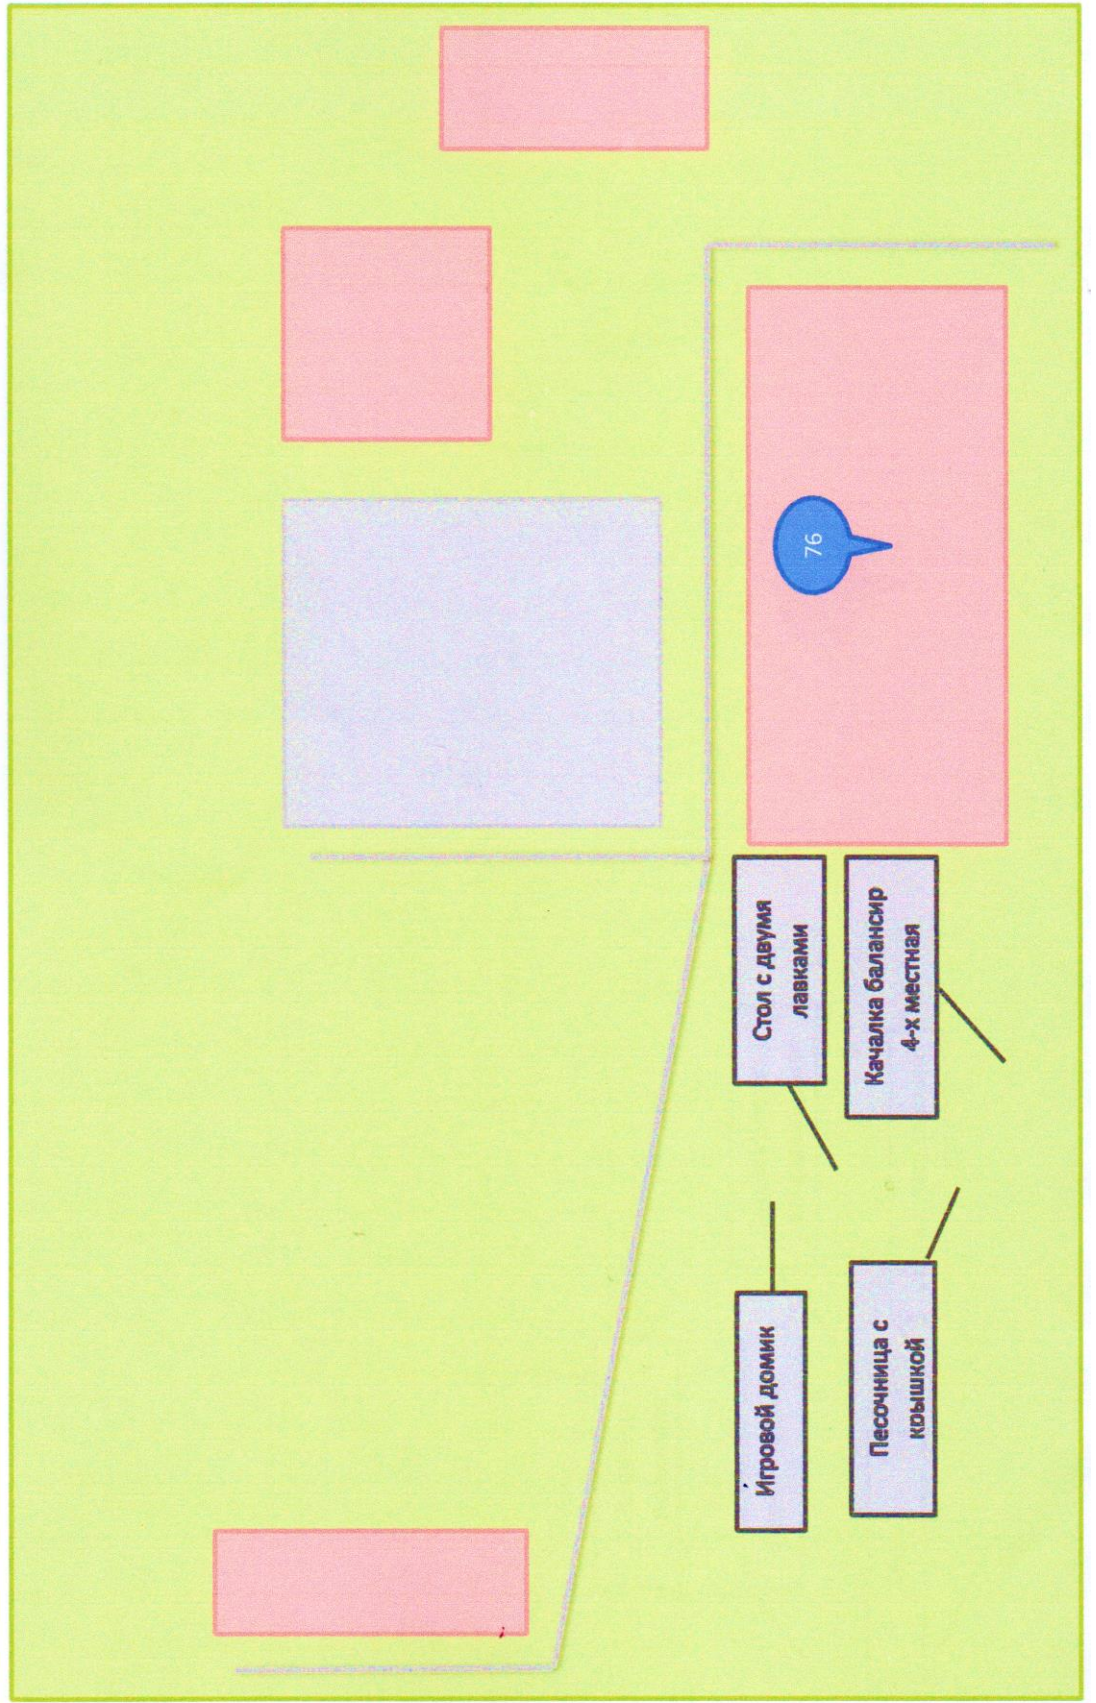 76
Стол с двумя
лавками
Качалка балансир
4-х местная
Игровой домик
Песочница с
крышкой